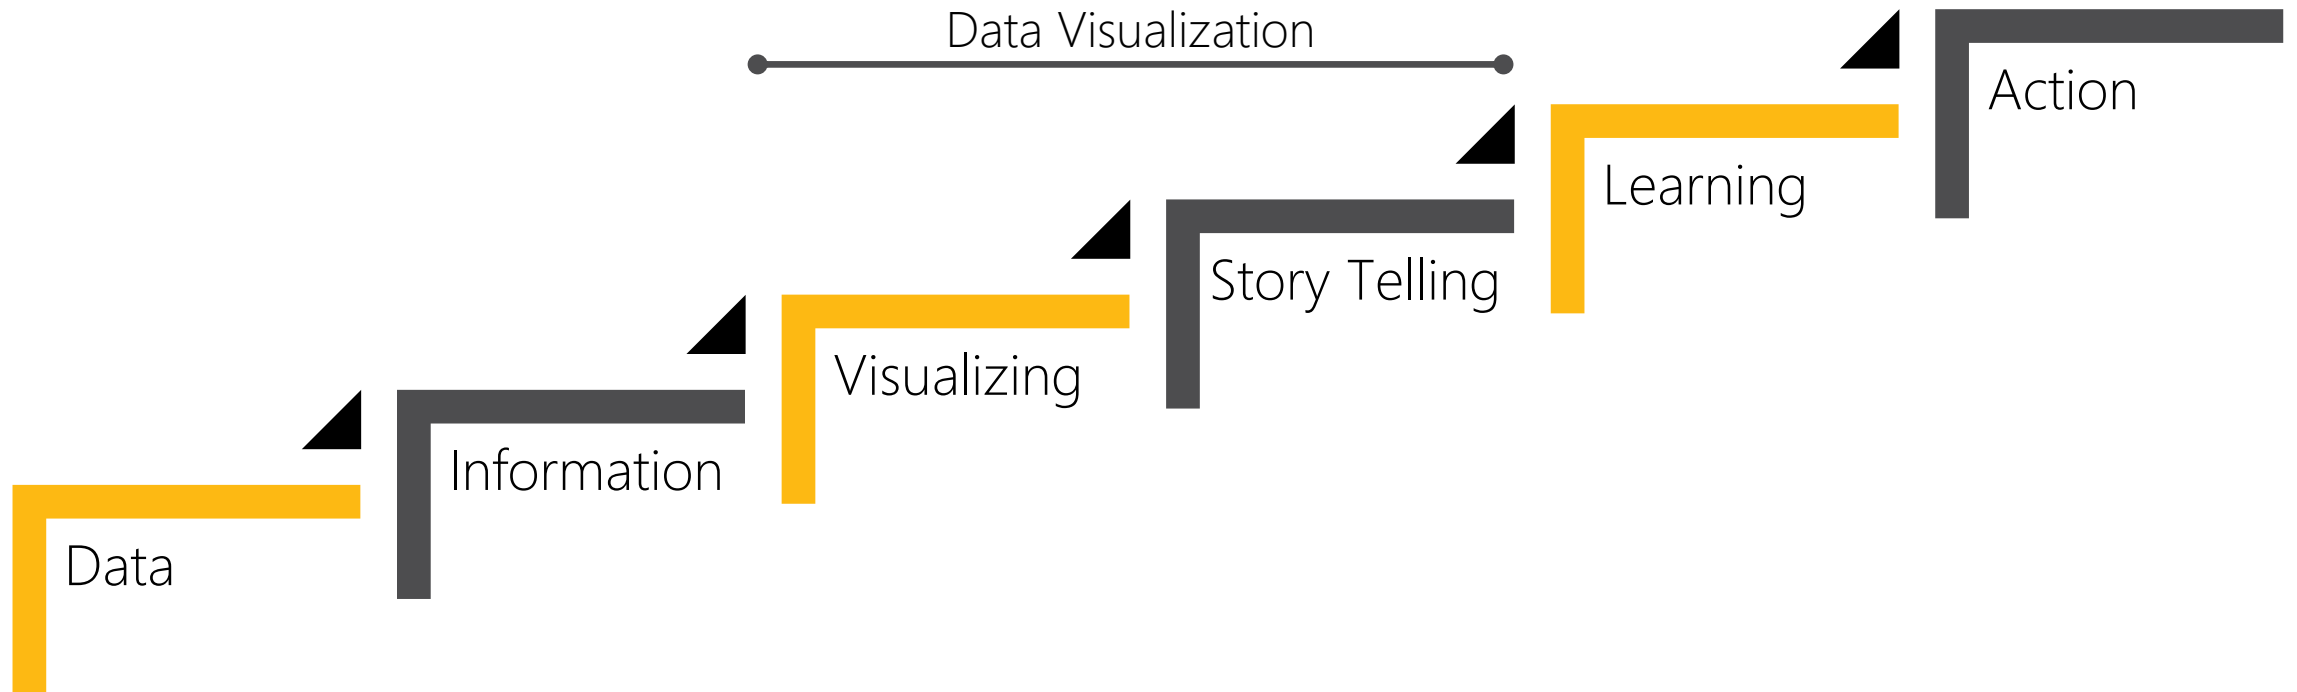 Data Visualization
Data
Information
Visualizing
Story Telling
Learning
Action